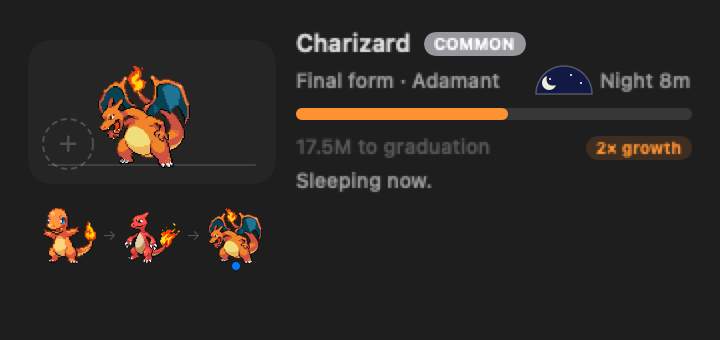 Charizard COMMON
Final form · Adamant Night 8m
17.5M to graduation 2× growth
Sleeping now.